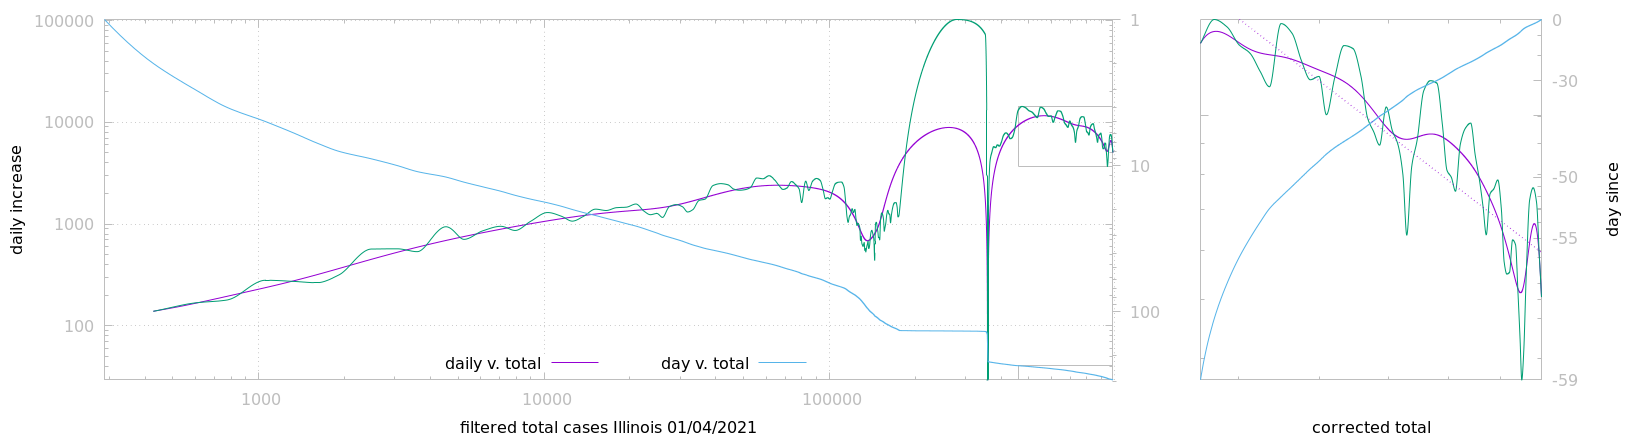 100000
10000
1000
100
daily increase
1
10
100
daily v. total
day v. total
1000
10000
100000
filtered total cases Illinois 01/04/2021
0
-30
-50
-55
-59
day since
corrected total